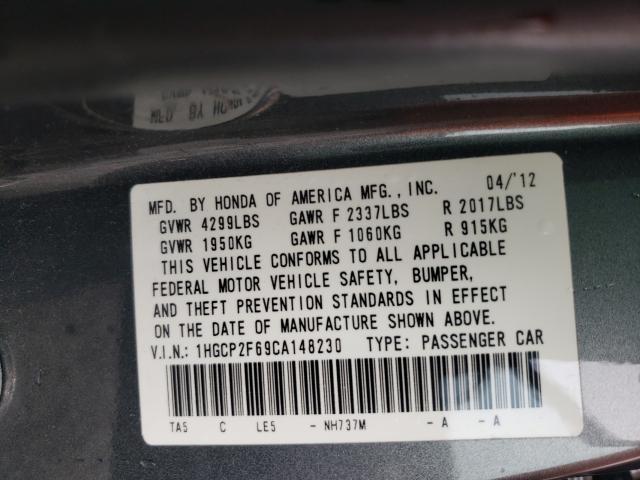 MFD. BY HONDA OF AMERICA MFG., INC. 04/'12
GVWR 4299LBS GAWR F 2337LBS R 2017LBS
GVWR 1950KG GAWR F 1060KG R 915KG
THIS VEHICLE CONFORMS TO ALL APPLICABLE
FEDERAL MOTOR VEHICLE SAFETY, BUMPER,
AND THEFT PREVENTION STANDARDS IN EFFECT
ON THE DATE OF MANUFACTURE SHOWN ABOVE.
V.I.N.: 1HGCP2F69CA148230 TYPE: PASSENGER CAR
TA5 C LE5 - NH737M - A - A